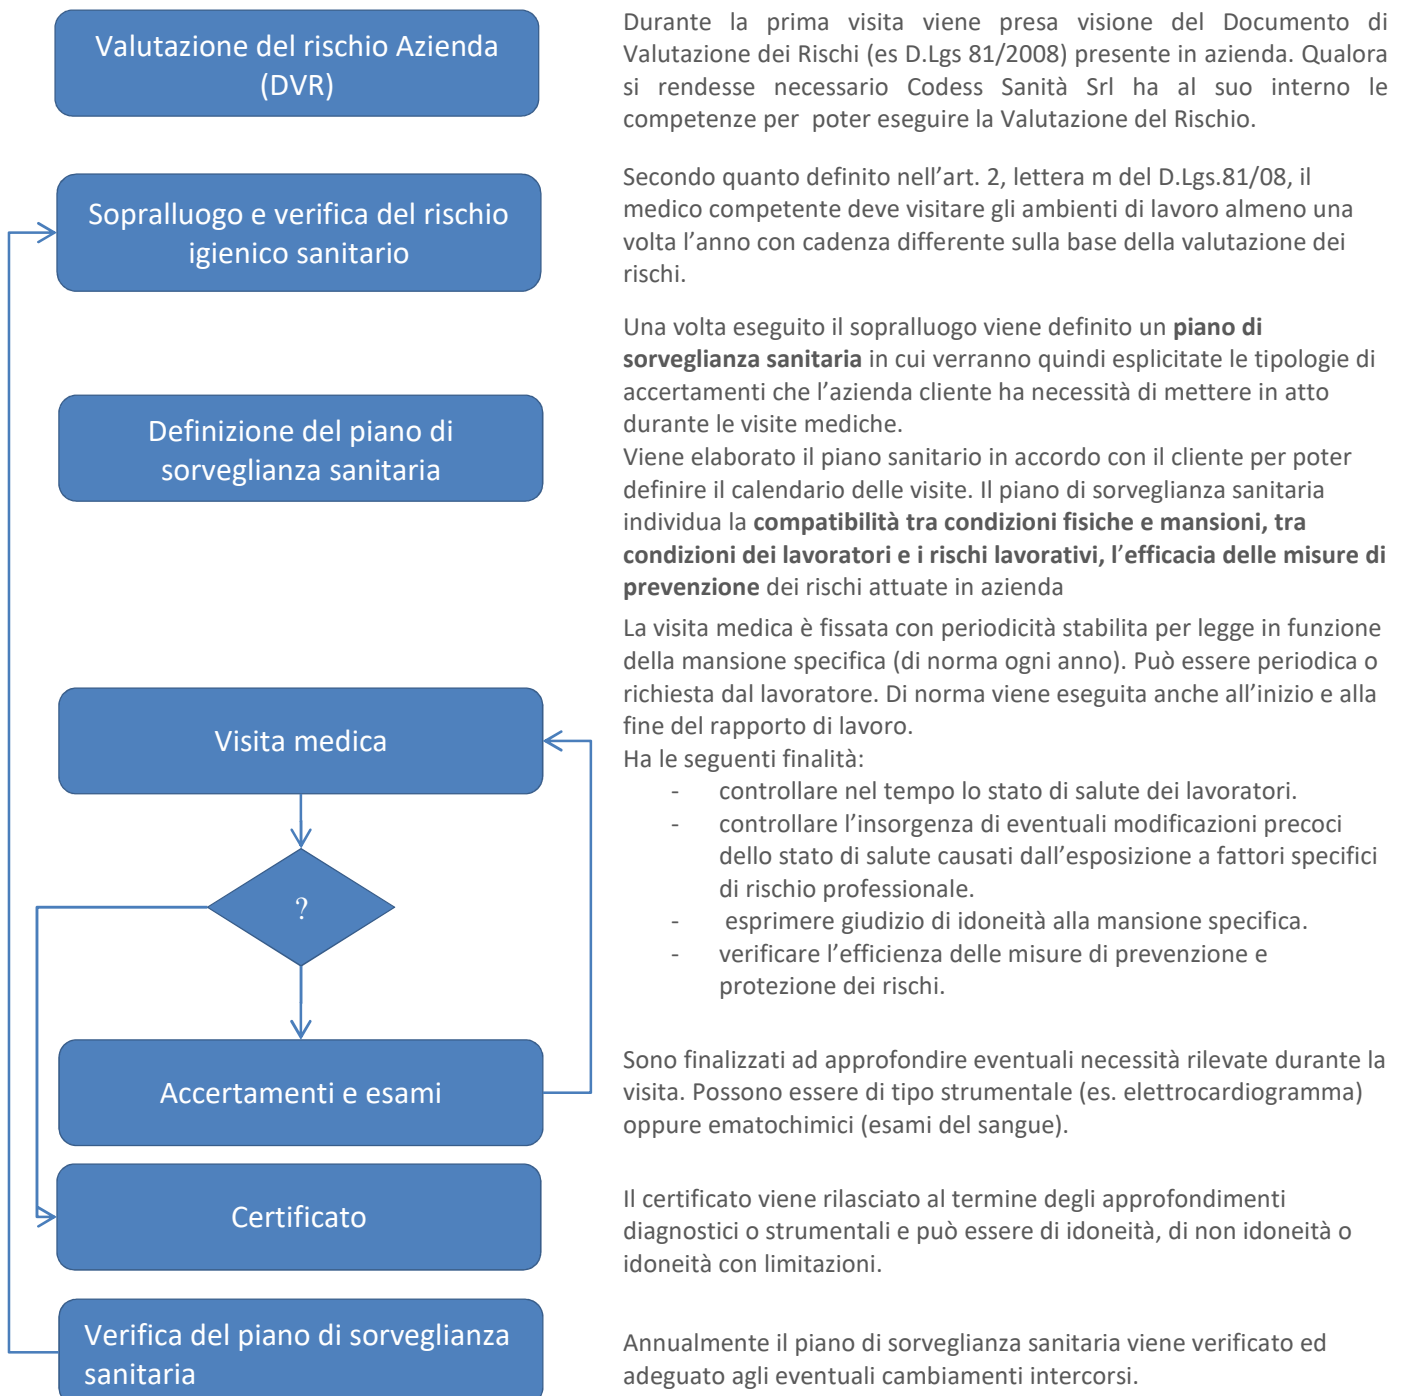 Valutazione del rischio Azienda
(DVR)
Durante la prima visita viene presa visione del Documento di
Valutazione dei Rischi (es D.Lgs 81/2008) presente in azienda. Qualora
si rendesse necessario Codess Sanità Srl ha al suo interno le
competenze per poter eseguire la Valutazione del Rischio.
Sopralluogo e verifica del rischio
igienico sanitario
Secondo quanto definito nell’art. 2, lettera m del D.Lgs.81/08, il
medico competente deve visitare gli ambienti di lavoro almeno una
volta l’anno con cadenza differente sulla base della valutazione dei
rischi.
Definizione del piano di
sorveglianza sanitaria
Una volta eseguito il sopralluogo viene definito un piano di
sorveglianza sanitaria in cui verranno quindi esplicitate le tipologie di
accertamenti che l’azienda cliente ha necessità di mettere in atto
durante le visite mediche.
Viene elaborato il piano sanitario in accordo con il cliente per poter
definire il calendario delle visite. Il piano di sorveglianza sanitaria
individua la compatibilità tra condizioni fisiche e mansioni, tra
condizioni dei lavoratori e i rischi lavorativi, l’efficacia delle misure di
prevenzione dei rischi attuate in azienda
Visita medica
?
La visita medica è fissata con periodicità stabilita per legge in funzione
della mansione specifica (di norma ogni anno). Può essere periodica o
richiesta dal lavoratore. Di norma viene eseguita anche all’inizio e alla
fine del rapporto di lavoro.
Ha le seguenti finalità:
- controllare nel tempo lo stato di salute dei lavoratori.
- controllare l’insorgenza di eventuali modificazioni precoci
dello stato di salute causati dall’esposizione a fattori specifici
di rischio professionale.
- esprimere giudizio di idoneità alla mansione specifica.
- verificare l’efficienza delle misure di prevenzione e
protezione dei rischi.
Accertamenti e esami
Sono finalizzati ad approfondire eventuali necessità rilevate durante la
visita. Possono essere di tipo strumentale (es. elettrocardiogramma)
oppure ematochimici (esami del sangue).
Certificato
Il certificato viene rilasciato al termine degli approfondimenti
diagnostici o strumentali e può essere di idoneità, di non idoneità o
idoneità con limitazioni.
Verifica del piano di sorveglianza
sanitaria
Annualmente il piano di sorveglianza sanitaria viene verificato ed
adeguato agli eventuali cambiamenti intercorsi.